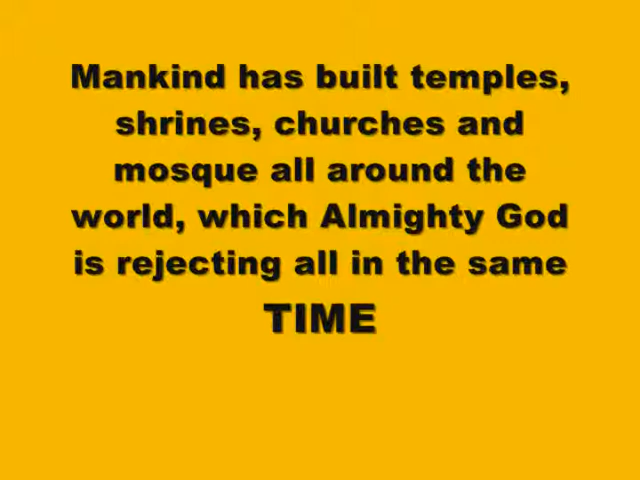 Mankind has built temples,
shrines, churches and
mosque all around the
world, which Almighty God
is rejecting all in the same
TIME